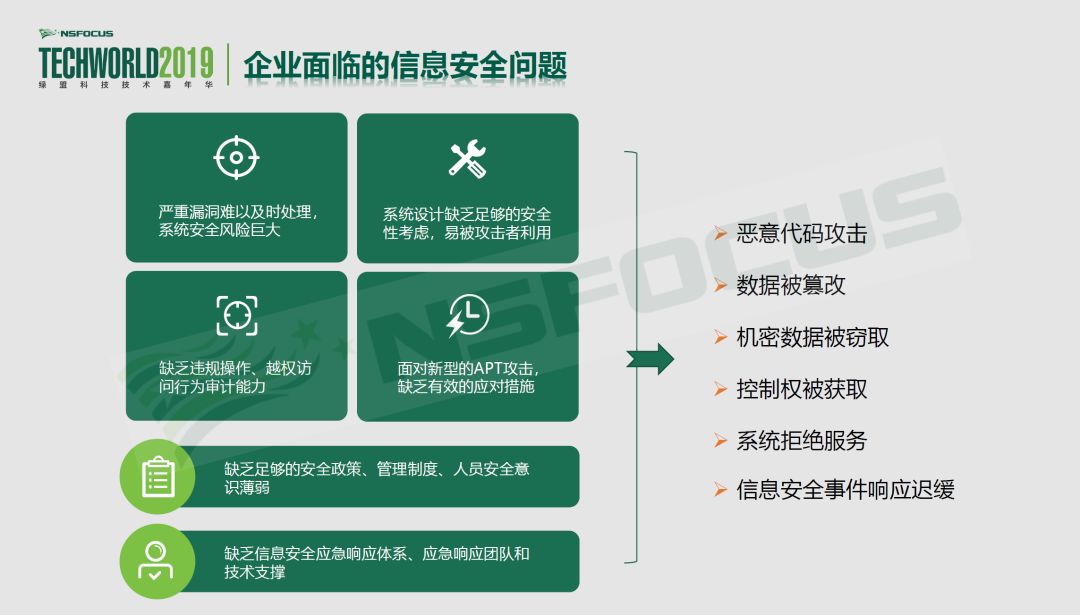 NSFOCUS
TECHWORLD2019
绿盟科技技术嘉年华
企业面临的信息安全问题
严重漏洞难以及时处理，
系统安全风险巨大
系统设计缺乏足够的安全
性考虑，易被攻击者利用
缺乏违规操作、越权访
问行为审计能力
面对新型的APT攻击，
缺乏有效的应对措施
缺乏足够的安全政策、管理制度、人员安全意
识薄弱
缺乏信息安全应急响应体系、应急响应团队和
技术支撑
恶意代码攻击
数据被篡改
机密数据被窃取
控制权被获取
系统拒绝服务
信息安全事件响应迟缓
NSFOCUS